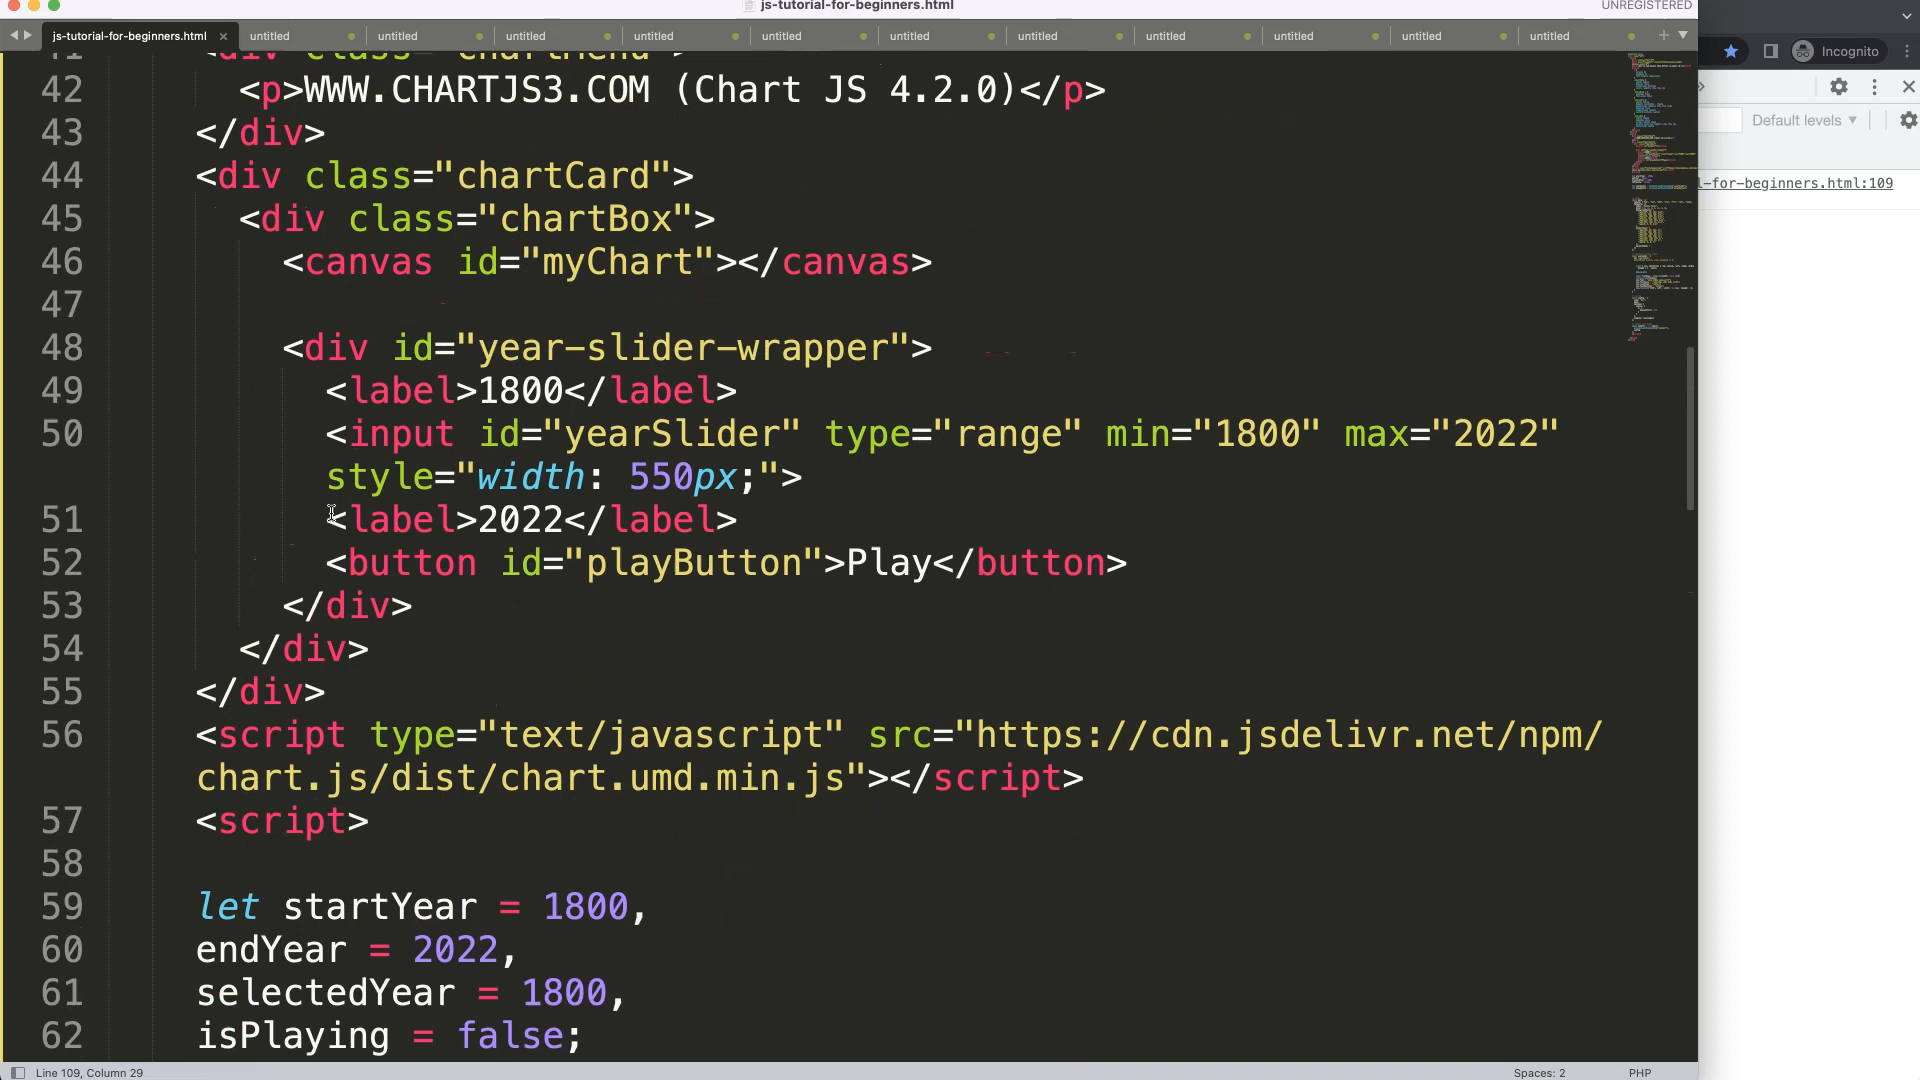 js-tutorial-for-beginners.html
UNREGISTERED
js-tutorial-for-beginners.html × untitled untitled untitled untitled untitled untitled untitled untitled untitled untitled untitled
Incognito
42 <p>WWW.CHARTJS3.COM (Chart JS 4.2.0)</p>
43 </div>
44 <div class="chartCard">
45 <div class="chartBox">
46 <canvas id="myChart"></canvas>
47
48 <div id="year-slider-wrapper">
49 <label>1800</label>
50 <input id="yearSlider" type="range" min="1800" max="2022"
style="width: 550px;">
51 <label>2022</label>
52 <button id="playButton">Play</button>
53 </div>
54 </div>
55 </div>
56 <script type="text/javascript" src="https://cdn.jsdelivr.net/npm/
chart.js/dist/chart.umd.min.js"></script>
57 <script>
58
59 let startYear = 1800,
60 endYear = 2022,
61 selectedYear = 1800,
62 isPlaying = false;
Default levels
l-for-beginners.html:109
Line 109, Column 29
Spaces: 2
PHP